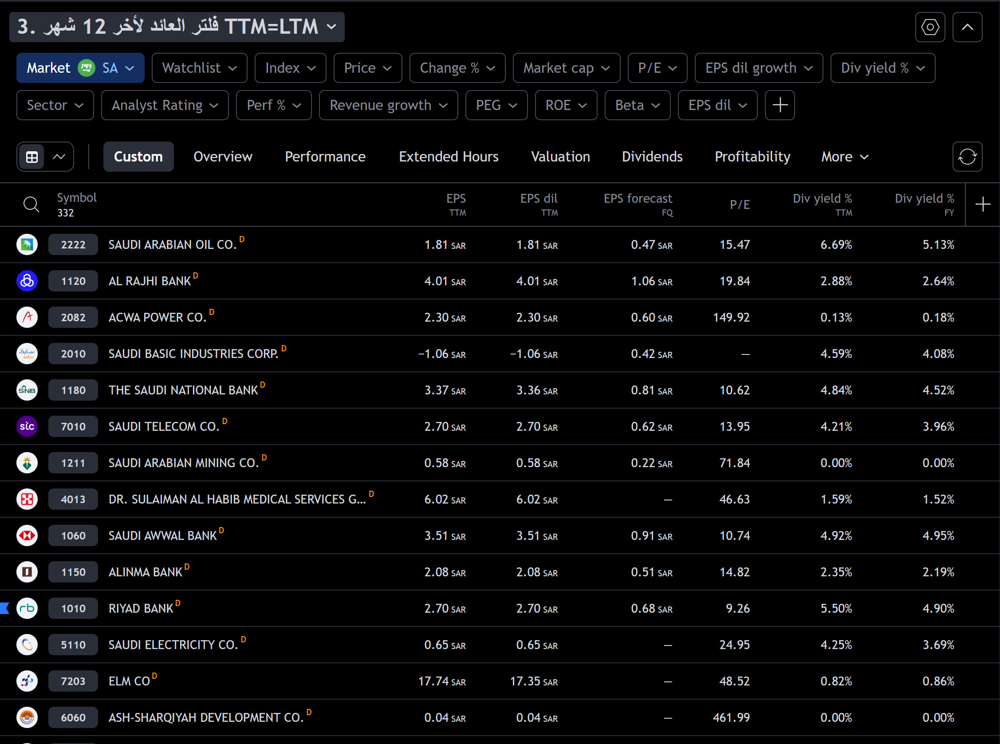 3. فلتر العائد لأخر 12 شهر TTM=LTM
Market SA Watchlist Index Price Change % Market cap P/E EPS dil growth Div yield %
Sector Analyst Rating Perf % Revenue growth PEG ROE Beta EPS dil
Custom Overview Performance Extended Hours Valuation Dividends Profitability More
Symbol EPS EPS dil EPS forecast P/E Div yield % Div yield %
332 TTM TTM FQ TTM FY
2222 SAUDI ARABIAN OIL CO. D 1.81 SAR 1.81 SAR 0.47 SAR 15.47 6.69% 5.13%
1120 AL RAJHI BANK D 4.01 SAR 4.01 SAR 1.06 SAR 19.84 2.88% 2.64%
2082 ACWA POWER CO. D 2.30 SAR 2.30 SAR 0.60 SAR 149.92 0.13% 0.18%
سابك sabic 2010 SAUDI BASIC INDUSTRIES CORP. D −1.06 SAR −1.06 SAR 0.42 SAR — 4.59% 4.08%
SNB 1180 THE SAUDI NATIONAL BANK D 3.37 SAR 3.36 SAR 0.81 SAR 10.62 4.84% 4.52%
stc 7010 SAUDI TELECOM CO. D 2.70 SAR 2.70 SAR 0.62 SAR 13.95 4.21% 3.96%
1211 SAUDI ARABIAN MINING CO. D 0.58 SAR 0.58 SAR 0.22 SAR 71.84 0.00% 0.00%
4013 DR. SULAIMAN AL HABIB MEDICAL SERVICES G... D 6.02 SAR 6.02 SAR — 46.63 1.59% 1.52%
1060 SAUDI AWWAL BANK D 3.51 SAR 3.51 SAR 0.91 SAR 10.74 4.92% 4.95%
1150 ALINMA BANK D 2.08 SAR 2.08 SAR 0.51 SAR 14.82 2.35% 2.19%
rb 1010 RIYAD BANK D 2.70 SAR 2.70 SAR 0.68 SAR 9.26 5.50% 4.90%
5110 SAUDI ELECTRICITY CO. D 0.65 SAR 0.65 SAR — 24.95 4.25% 3.69%
7203 ELM CO D 17.74 SAR 17.35 SAR — 48.52 0.82% 0.86%
6060 ASH-SHARQIYAH DEVELOPMENT CO. D 0.04 SAR 0.04 SAR — 461.99 0.00% 0.00%